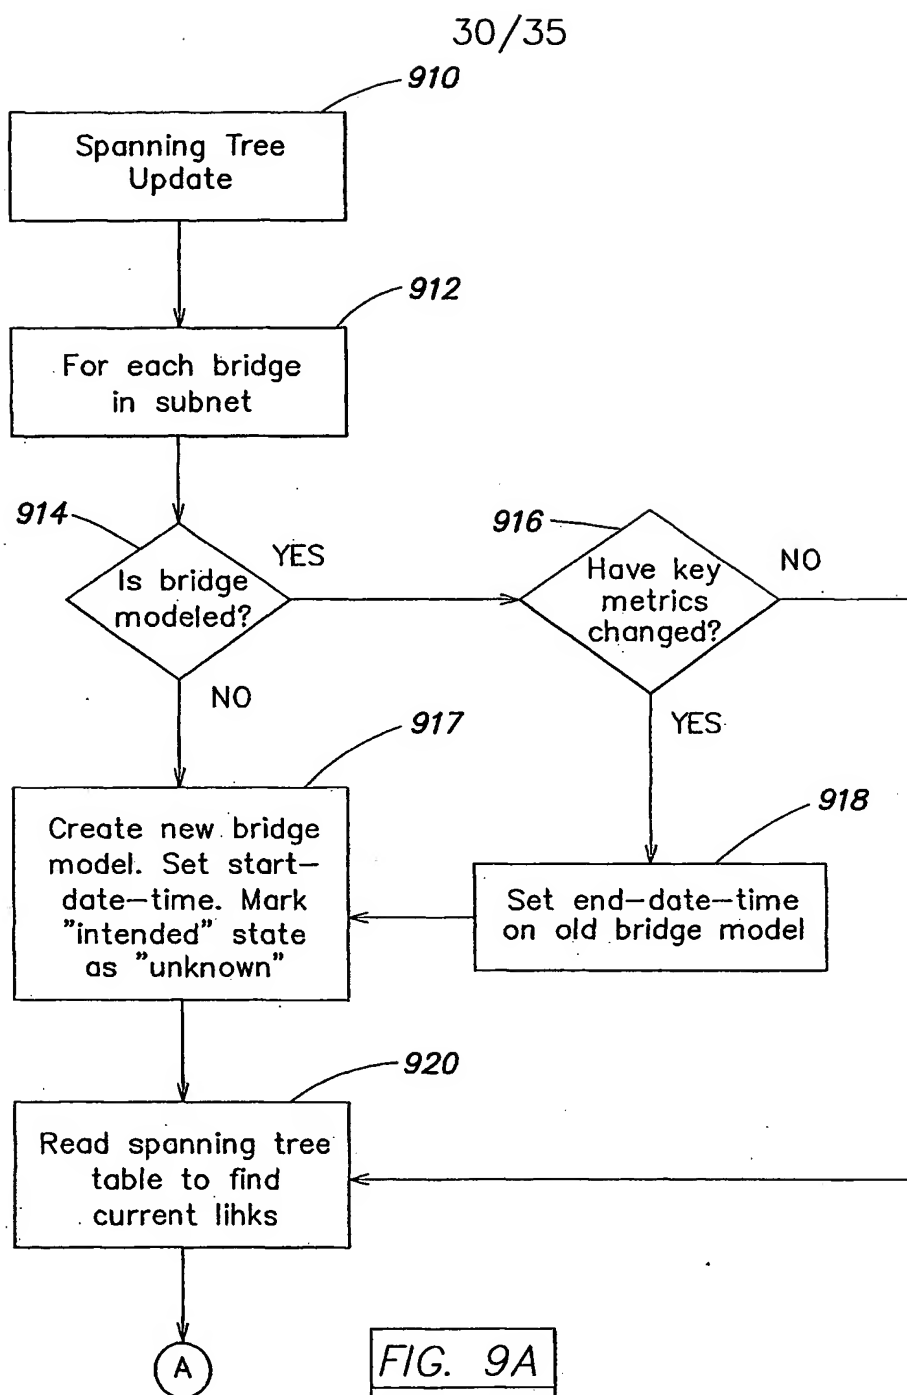 30/35
910
Spanning Tree
Update
912
For each bridge
in subnet
914
Is bridge
modeled?
YES
NO
916
Have key
metrics
changed?
NO
YES
917
Create new bridge
model. Set start-
date-time. Mark
"intended" state
as "unknown"
918
Set end-date-time
on old bridge model
920
Read spanning tree
table to find
current lihks
A
FIG. 9A